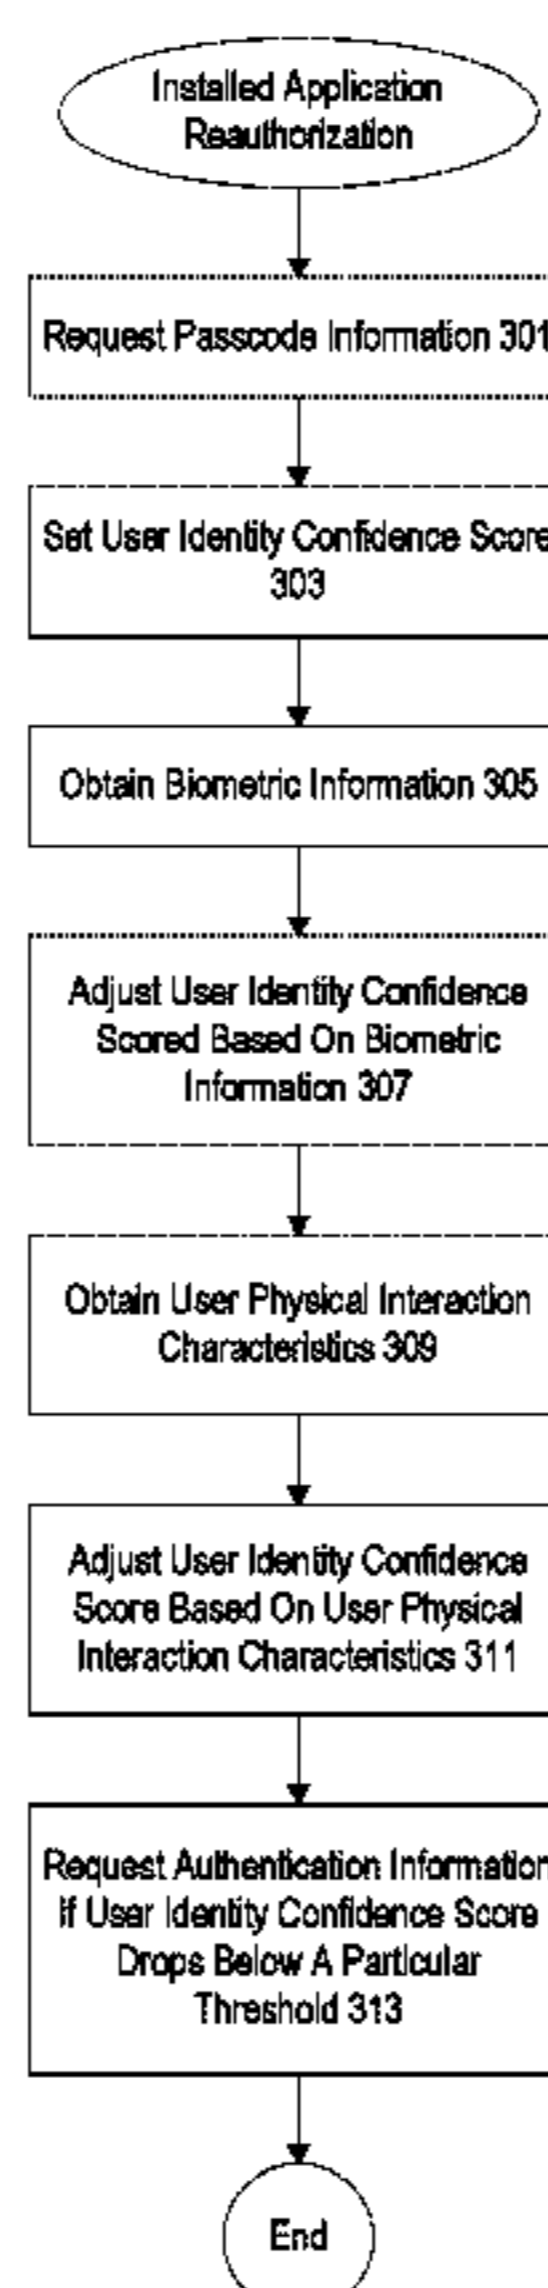 Installed Application
Reauthorization
Request Passcode Information 301
Set User Identity Confidence Score
303
Obtain Biometric Information 305
Adjust User Identity Confidence
Scored Based On Biometric
Information 307
Obtain User Physical Interaction
Characteristics 309
Adjust User Identity Confidence
Score Based On User Physical
Interaction Characteristics 311
Request Authentication Information
If User Identity Confidence Score
Drops Below A Particular
Threshold 313
End